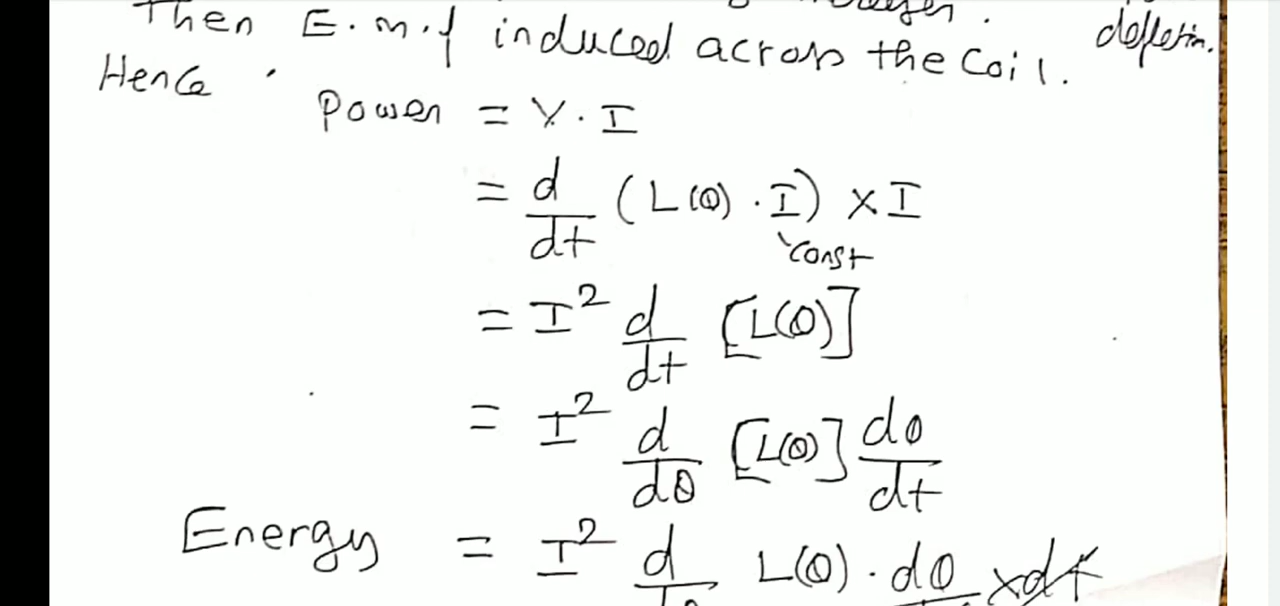 Then E.m.f induced across the Coil.
deflectin.
Hence
Power = V. I
= d/dt (L(θ) . I) × I
const
= I² d/dt [L(θ)]
= I² d/dθ [L(θ)] dθ/dt
Energy = I² d/dθ L(θ) . dθ × dt